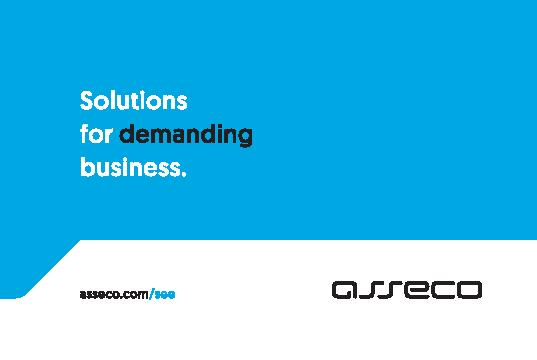 Solutions
for demanding
business.
asseco.com/see
asseco